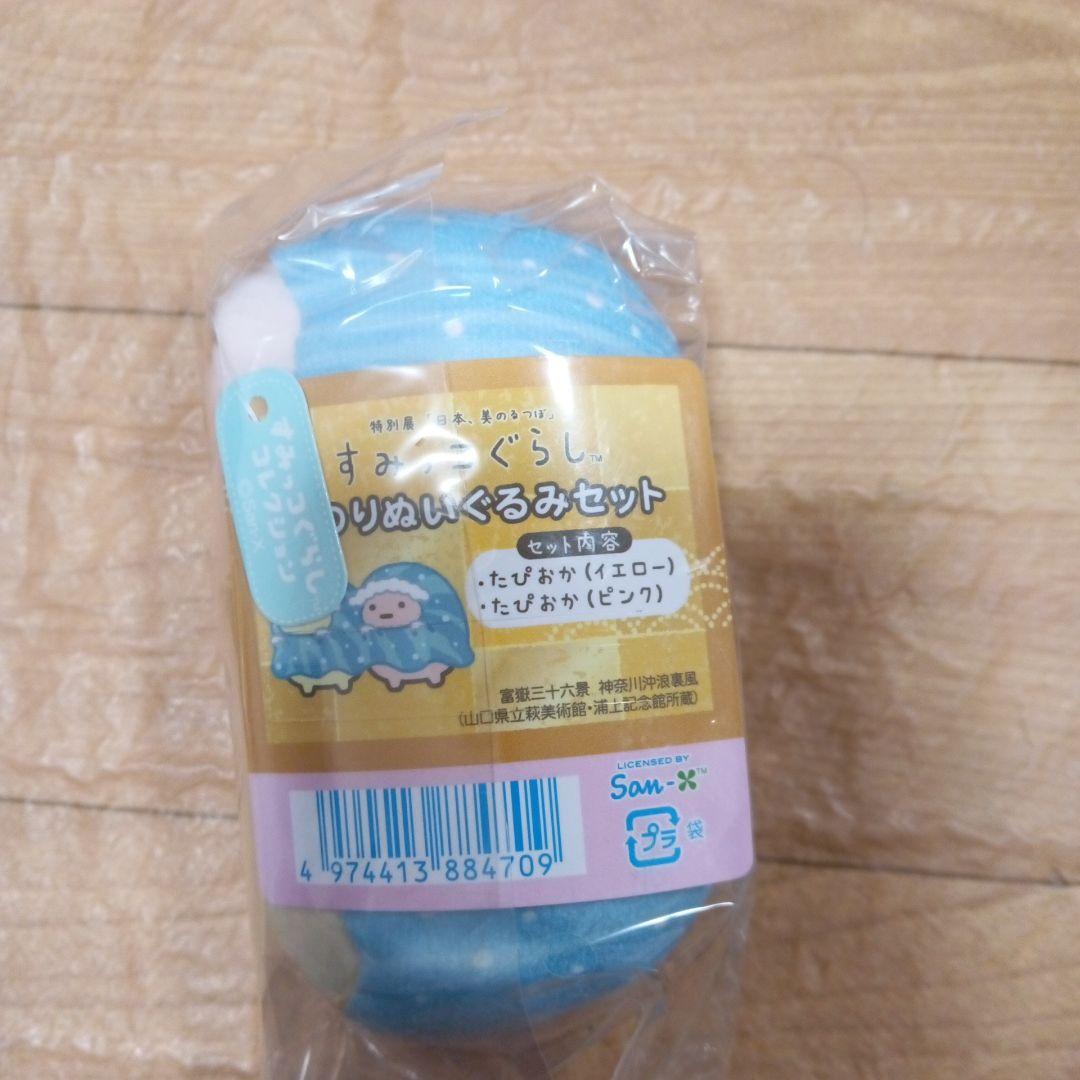 特別展「日本、美のるつぼ」
すみっコぐらし™
わりぬいぐるみセット
セット内容
・たぴおか(イエロー)
・たぴおか(ピンク)
富嶽三十六景 神奈川沖浪裏風
(山口県立萩美術館・浦上記念館所蔵)
すみっコぐらし
コレクション
©San-X
LICENSED BY
San-X™
プラ
袋
4 974413 884709